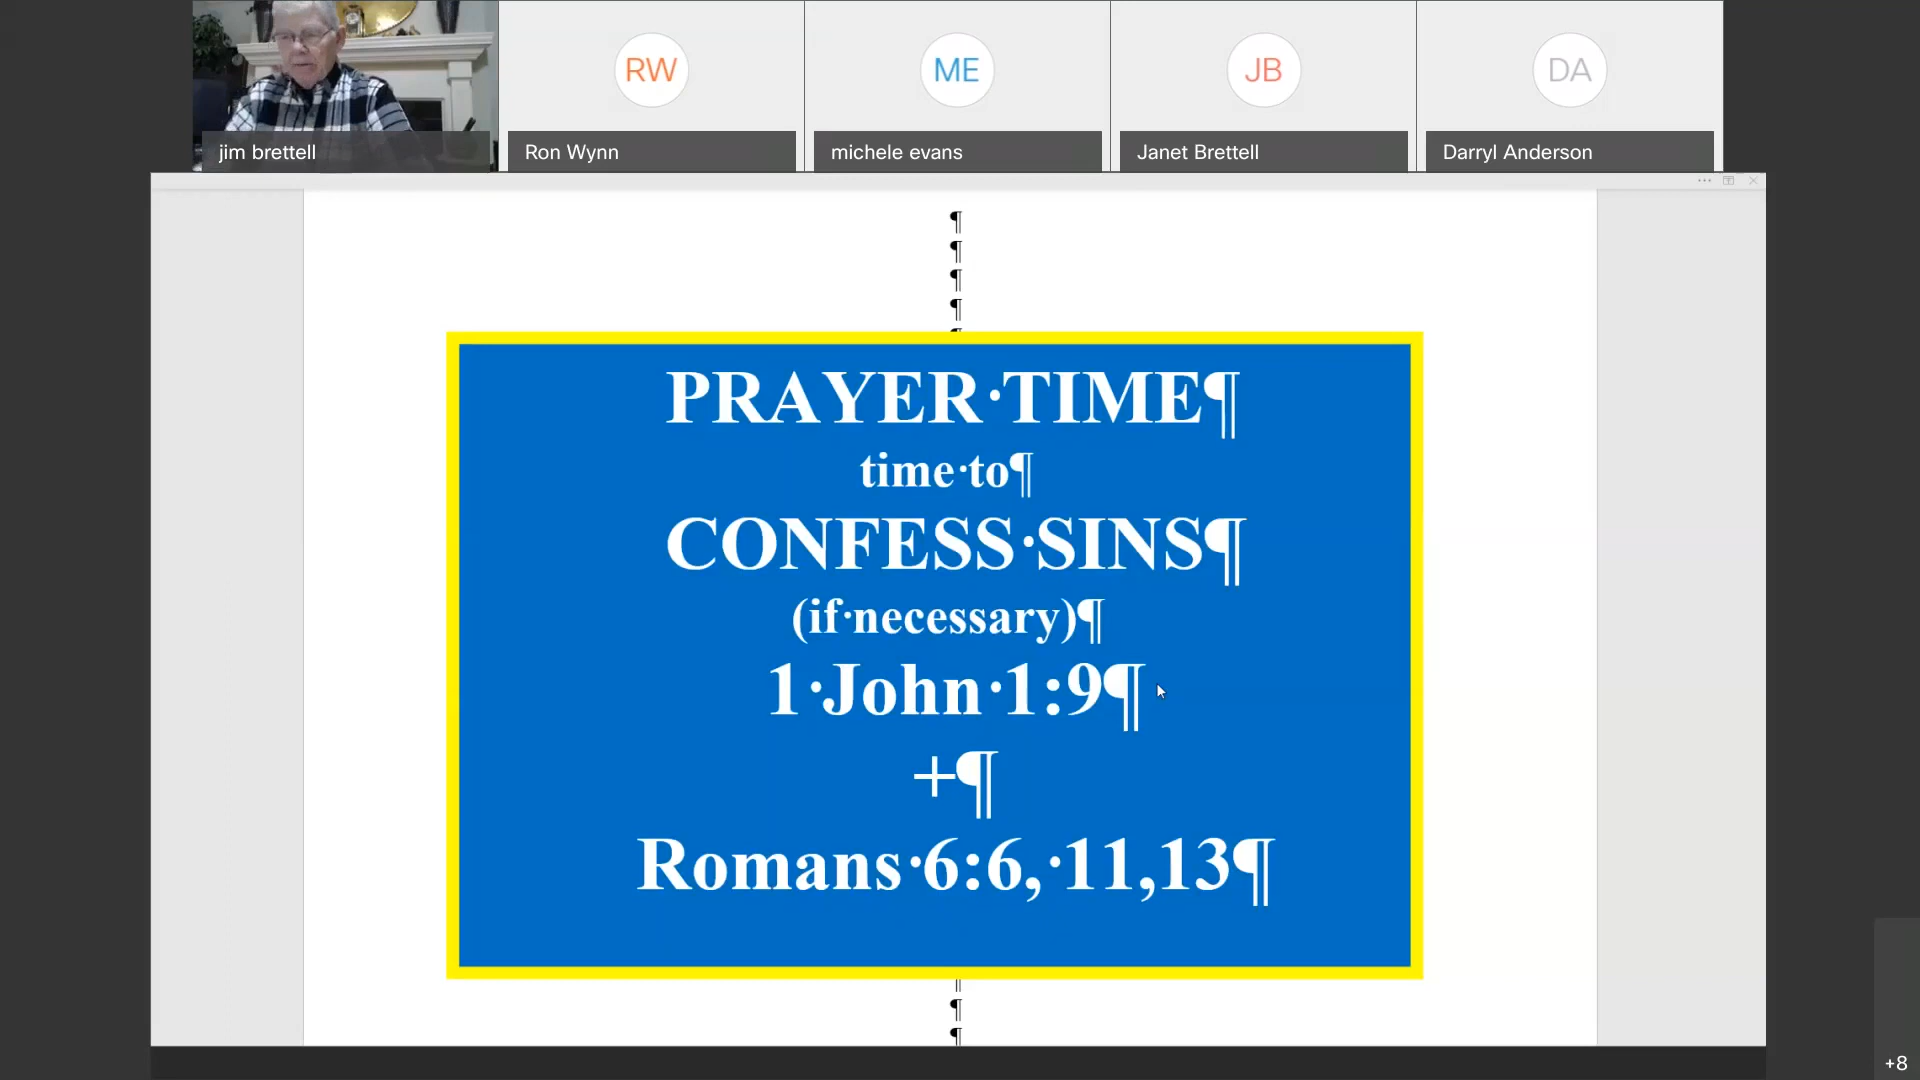 RW
ME
JB
DA
jim brettell
Ron Wynn
michele evans
Janet Brettell
Darryl Anderson
¶
¶
¶
¶
PRAYER·TIME¶
time·to¶
CONFESS·SINS¶
(if·necessary)¶
1·John·1:9¶
+¶
Romans·6:6,·11,13¶
¶
¶
+8